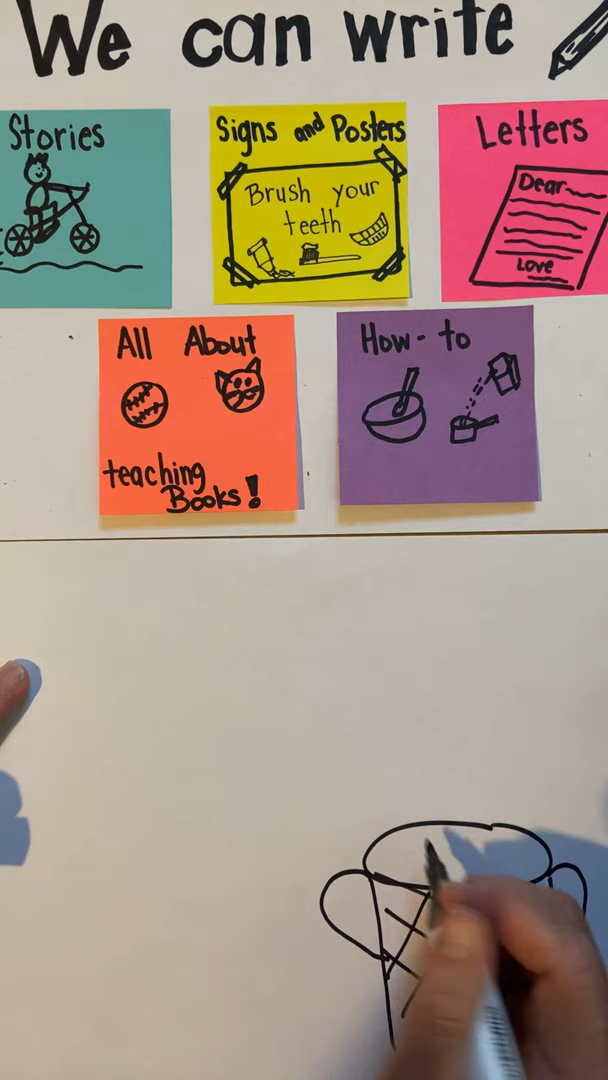 We can write
Stories
Signs and Posters
Brush your
teeth
Letters
Dear
Love
All About
teaching
Books!
How-to